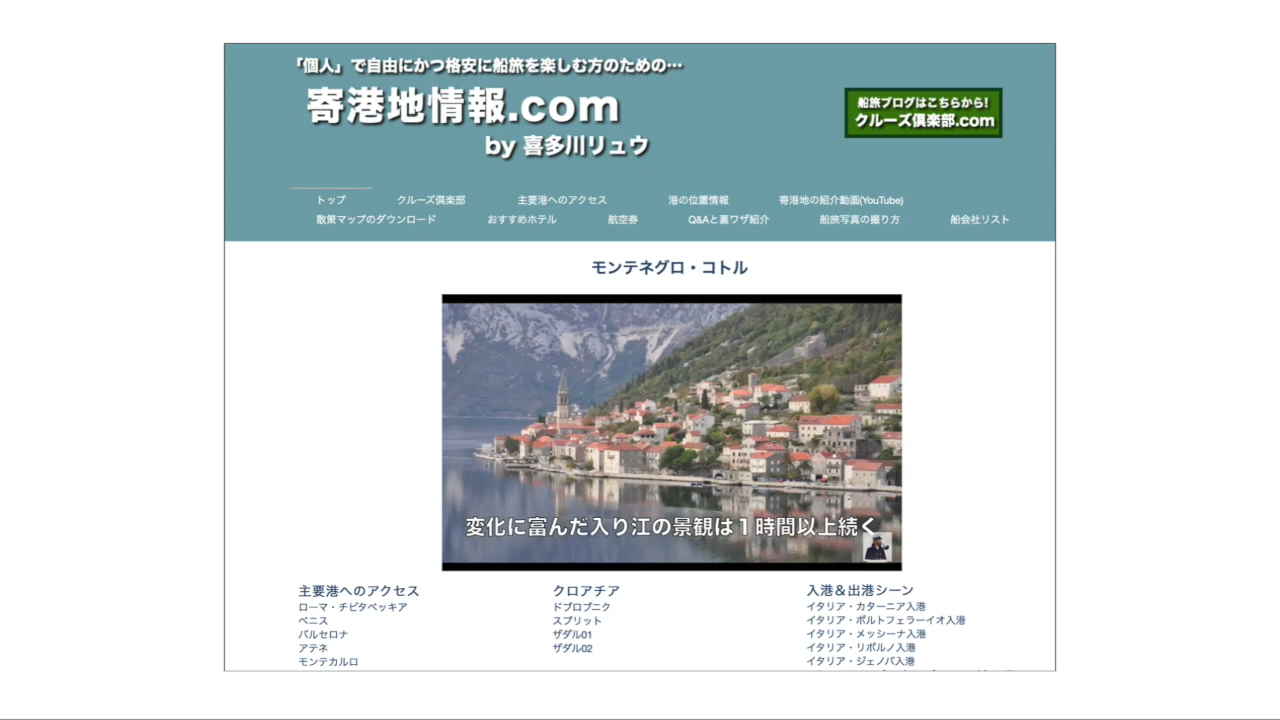 「個人」で自由にかつ格安に船旅を楽しむ方のための…
寄港地情報.com
by 喜多川リュウ
船旅ブログはこちらから!
クルーズ倶楽部.com
トップ クルーズ倶楽部 主要港へのアクセス 港の位置情報 寄港地の紹介動画(YouTube)
散策マップのダウンロード おすすめホテル 航空券 Q&Aと裏ワザ紹介 船旅写真の撮り方 船会社リスト
モンテネグロ・コトル
変化に富んだ入り江の景観は１時間以上続く
主要港へのアクセス
ローマ・チビタベッキア
ベニス
バルセロナ
アテネ
モンテカルロ
クロアチア
ドブロブニク
スプリット
ザダル01
ザダル02
入港＆出港シーン
イタリア・カターニア入港
イタリア・ポルトフェラーイオ入港
イタリア・メッシーナ入港
イタリア・リボルノ入港
イタリア・ジェノバ入港